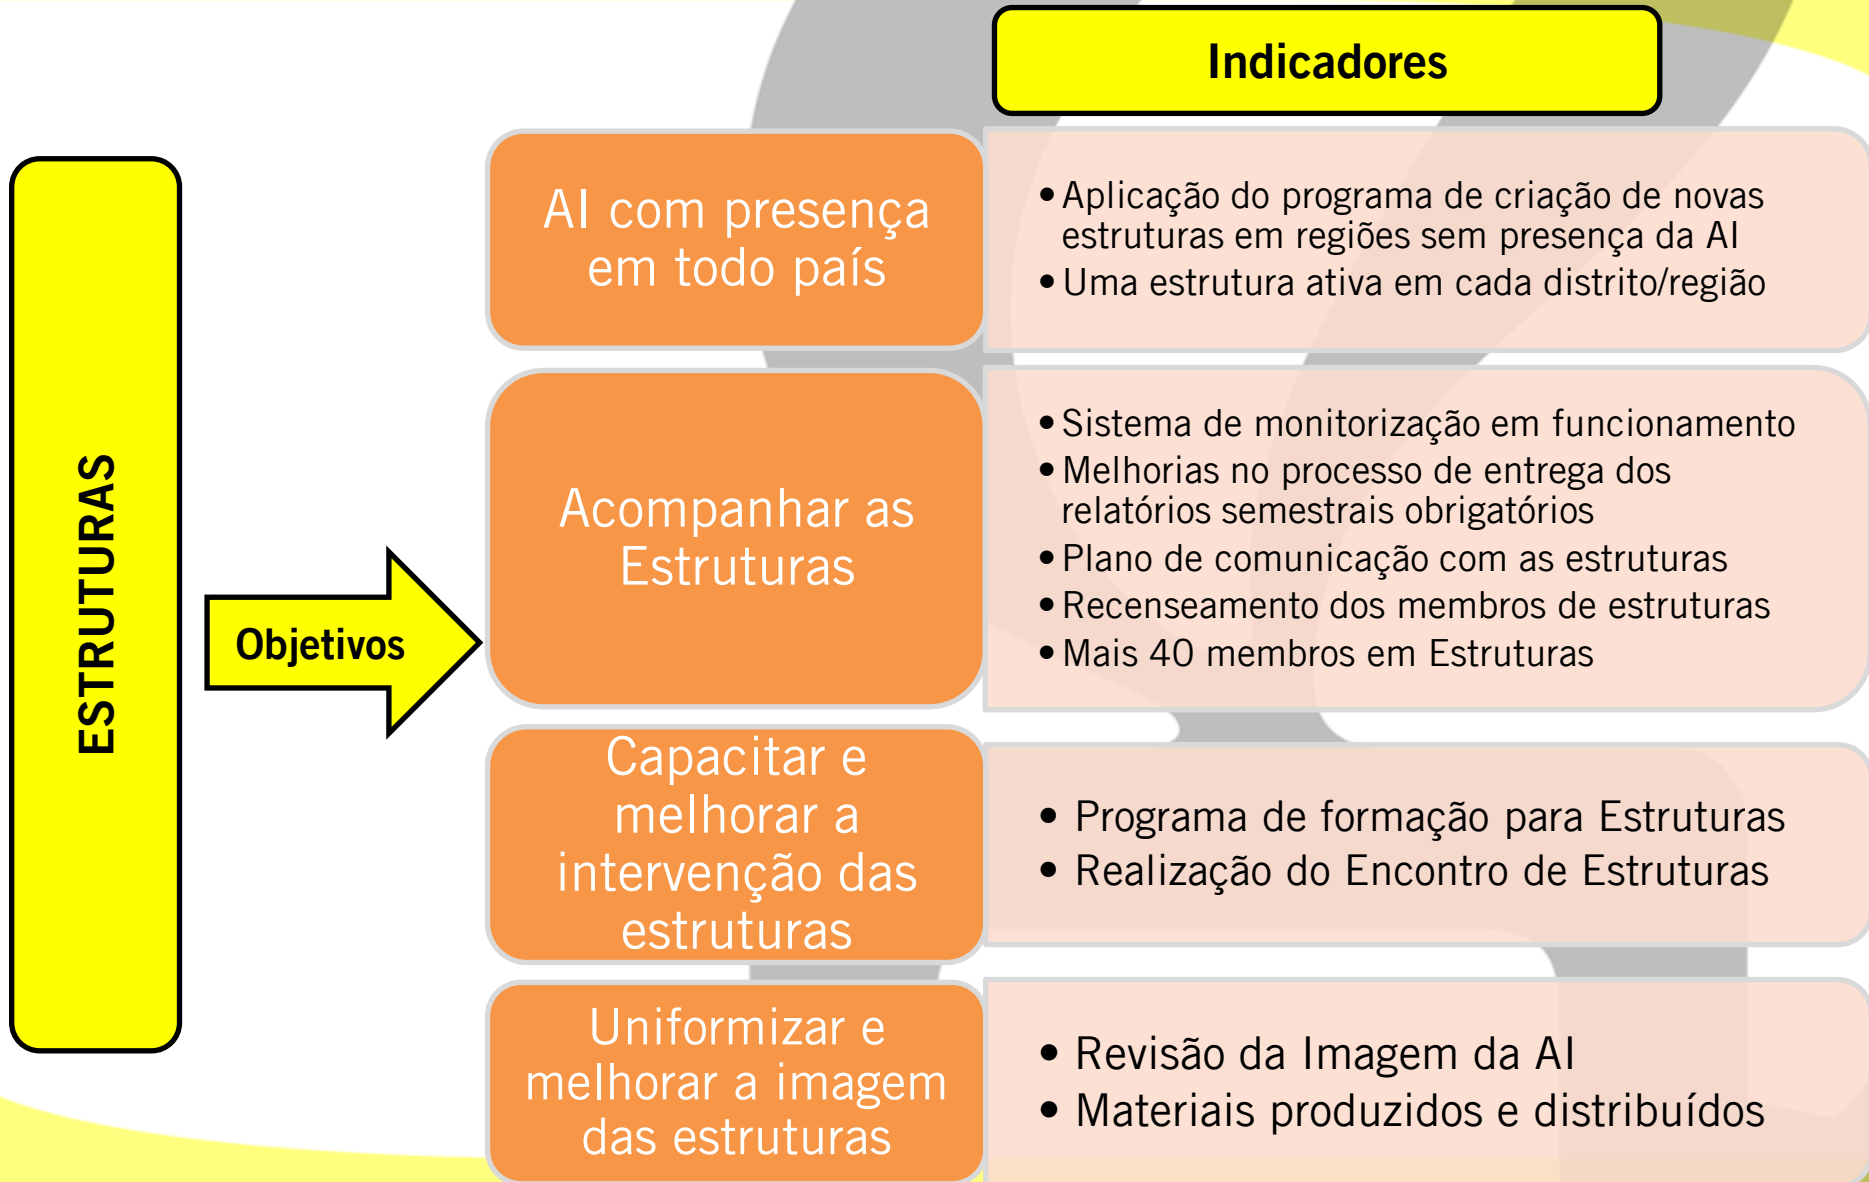 Indicadores
ESTRUTURAS
Objetivos
AI com presença
em todo país
•Aplicação do programa de criação de novas
estruturas em regiões sem presença da AI
•Uma estrutura ativa em cada distrito/região
Acompanhar as
Estruturas
•Sistema de monitorização em funcionamento
•Melhorias no processo de entrega dos
relatórios semestrais obrigatórios
•Plano de comunicação com as estruturas
•Recenseamento dos membros de estruturas
•Mais 40 membros em Estruturas
Capacitar e
melhorar a
intervenção das
estruturas
• Programa de formação para Estruturas
• Realização do Encontro de Estruturas
Uniformizar e
melhorar a imagem
das estruturas
• Revisão da Imagem da AI
• Materiais produzidos e distribuídos